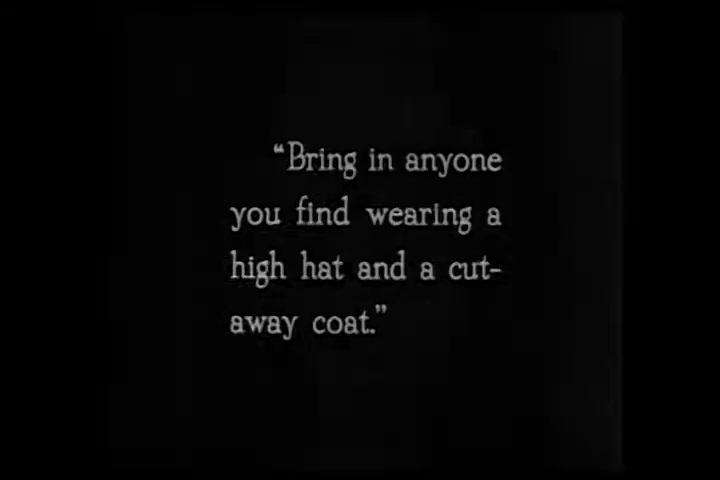 “Bring in anyone
you find wearing a
high hat and a cut-
away coat.”